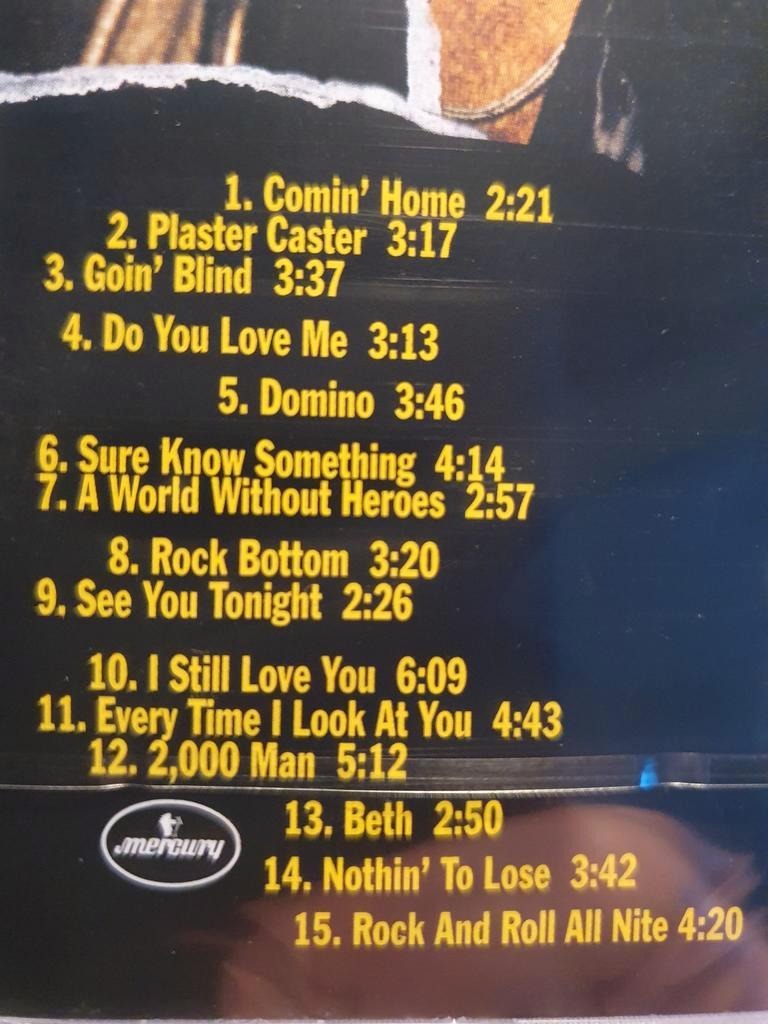 1. Comin' Home 2:21
2. Plaster Caster 3:17
3. Goin' Blind 3:37
4. Do You Love Me 3:13
5. Domino 3:46
6. Sure Know Something 4:14
7. A World Without Heroes 2:57
8. Rock Bottom 3:20
9. See You Tonight 2:26
10. I Still Love You 6:09
11. Every Time I Look At You 4:43
12. 2,000 Man 5:12
13. Beth 2:50
mercury
14. Nothin' To Lose 3:42
15. Rock And Roll All Nite 4:20